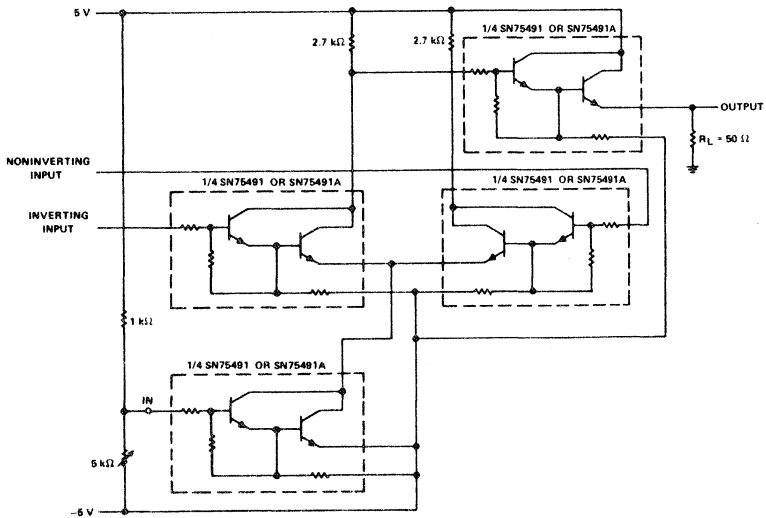 5 V
1/4 SN75491 OR SN75491A
2.7 kΩ
2.7 kΩ
OUTPUT
RL = 50 Ω
NONINVERTING
INPUT
1/4 SN75491 OR SN75491A
1/4 SN75491 OR SN75491A
INVERTING
INPUT
1 kΩ
1/4 SN75491 OR SN75491A
IN
5 kΩ
–5 V